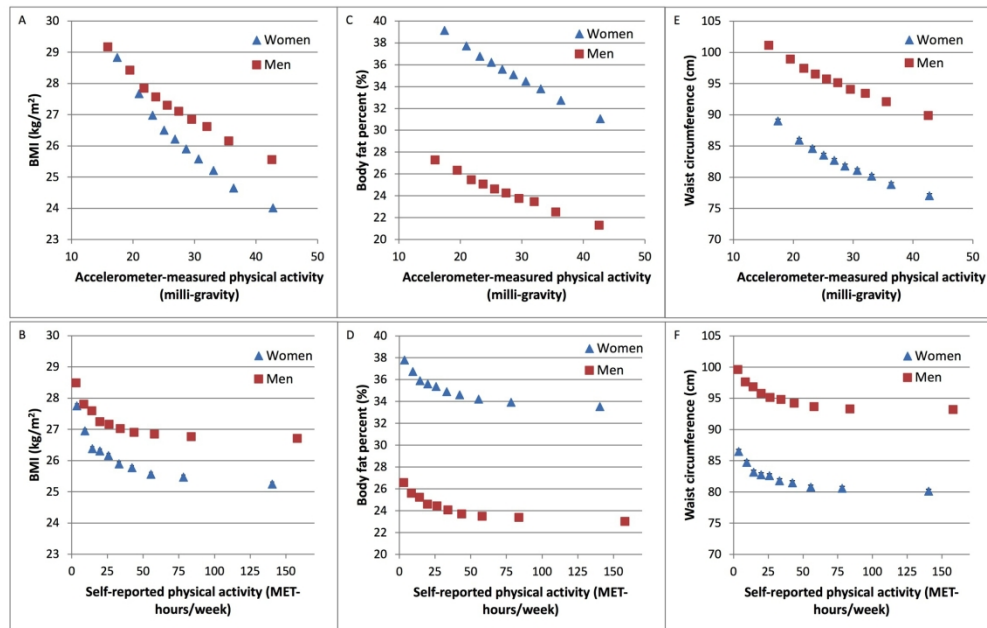 A
30
29
28
27
26
25
24
23
BMI (kg/m²)
Women
Men
10 20 30 40 50
Accelerometer-measured physical activity
(milli-gravity)
C
40
38
36
34
32
30
28
26
24
22
20
Body fat percent (%)
Women
Men
10 20 30 40 50
Accelerometer-measured physical activity
(milli-gravity)
E
105
100
95
90
85
80
75
70
Waist circumference (cm)
Women
Men
10 20 30 40 50
Accelerometer-measured physical activity
(milli-gravity)
B
30
29
28
27
26
25
24
23
BMI (kg/m²)
Women
Men
0 25 50 75 100 125 150
Self-reported physical activity (MET-
hours/week)
D
38
36
34
32
30
28
26
24
22
20
Body fat percent (%)
Women
Men
0 25 50 75 100 125 150
Self-reported physical activity (MET-
hours/week)
F
105
100
95
90
85
80
75
70
Waist circumference (cm)
Women
Men
0 25 50 75 100 125 150
Self-reported physical activity (MET-
hours/week)